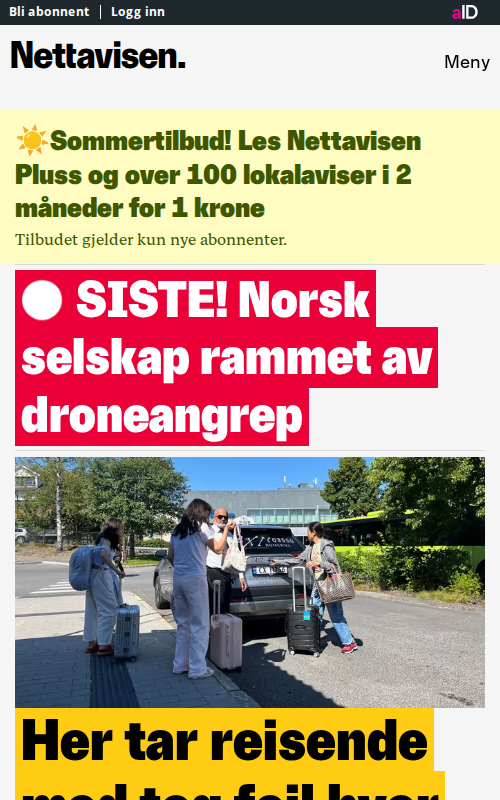 Bli abonnent
Logg inn
aID
Nettavisen.
Meny
☀️Sommertilbud! Les Nettavisen
Pluss og over 100 lokalaviser i 2
måneder for 1 krone
Tilbudet gjelder kun nye abonnenter.
SISTE! Norsk
selskap rammet av
droneangrep
Her tar reisende